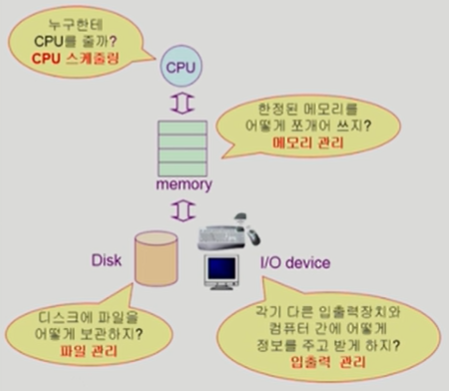 누구한테
CPU를 줄까?
CPU 스케줄링
CPU
한정된 메모리를
어떻게 쪼개어 쓰지?
메모리 관리
memory
Disk
I/O device
디스크에 파일을
어떻게 보관하지?
파일 관리
각기 다른 입출력장치와
컴퓨터 간에 어떻게
정보를 주고 받게 하지?
입출력 관리